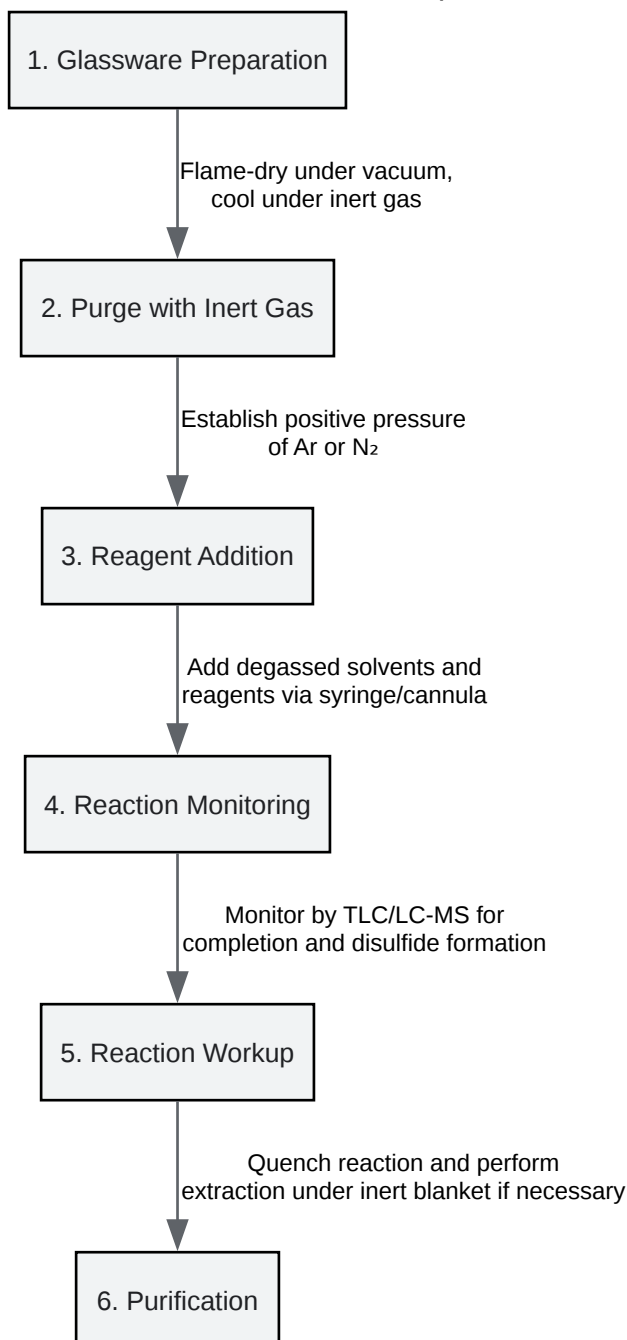 1. Glassware Preparation
Flame-dry under vacuum,
cool under inert gas
2. Purge with Inert Gas
Establish positive pressure
of Ar or N₂
3. Reagent Addition
Add degassed solvents and
reagents via syringe/cannula
4. Reaction Monitoring
Monitor by TLC/LC-MS for
completion and disulfide formation
5. Reaction Workup
Quench reaction and perform
extraction under inert blanket if necessary
6. Purification